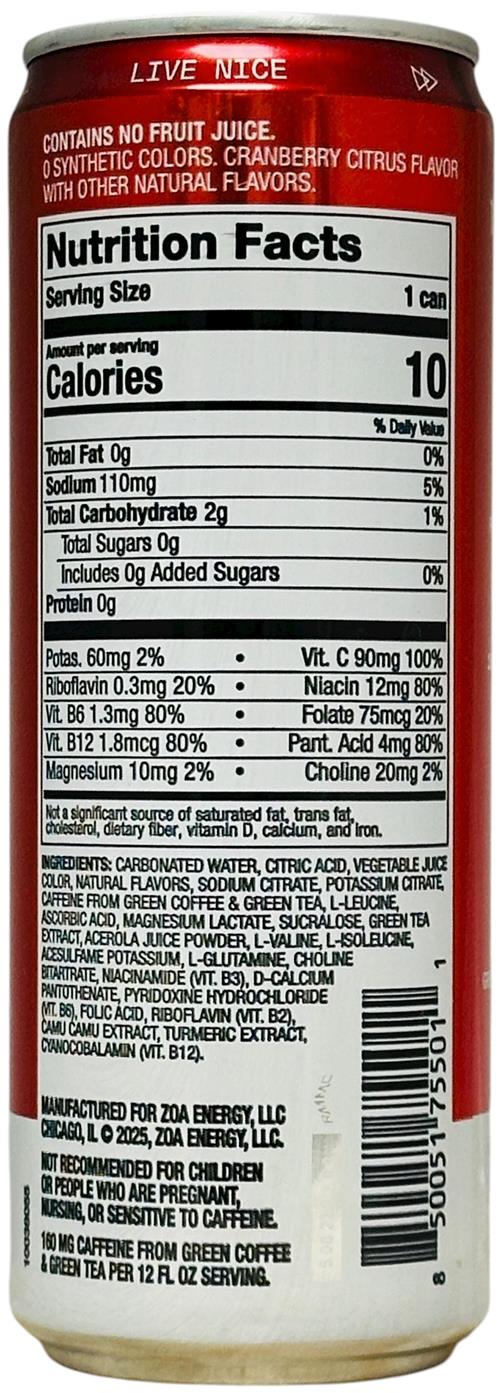 LIVE NICE
CONTAINS NO FRUIT JUICE.
0 SYNTHETIC COLORS. CRANBERRY CITRUS FLAVOR
WITH OTHER NATURAL FLAVORS.
Nutrition Facts
Serving Size 1 can
Amount per serving
Calories 10
% Daily Value
Total Fat 0g 0%
Sodium 110mg 5%
Total Carbohydrate 2g 1%
Total Sugars 0g
Includes 0g Added Sugars 0%
Protein 0g
Potas. 60mg 2% • Vit. C 90mg 100%
Riboflavin 0.3mg 20% • Niacin 12mg 80%
Vit. B6 1.3mg 80% • Folate 75mcg 20%
Vit. B12 1.8mcg 80% • Pant. Acid 4mg 80%
Magnesium 10mg 2% • Choline 20mg 2%
Not a significant source of saturated fat, trans fat,
cholesterol, dietary fiber, vitamin D, calcium, and iron.
INGREDIENTS: CARBONATED WATER, CITRIC ACID, VEGETABLE JUICE
COLOR, NATURAL FLAVORS, SODIUM CITRATE, POTASSIUM CITRATE,
CAFFEINE FROM GREEN COFFEE & GREEN TEA, L-LEUCINE,
ASCORBIC ACID, MAGNESIUM LACTATE, SUCRALOSE, GREEN TEA
EXTRACT, ACEROLA JUICE POWDER, L-VALINE, L-ISOLEUCINE,
ACESULFAME POTASSIUM, L-GLUTAMINE, CHOLINE
BITARTRATE, NIACINAMIDE (VIT. B3), D-CALCIUM
PANTOTHENATE, PYRIDOXINE HYDROCHLORIDE
(VIT. B6), FOLIC ACID, RIBOFLAVIN (VIT. B2),
CAMU CAMU EXTRACT, TURMERIC EXTRACT,
CYANOCOBALAMIN (VIT. B12).
MANUFACTURED FOR ZOA ENERGY, LLC
CHICAGO, IL © 2025, ZOA ENERGY, LLC.
NOT RECOMMENDED FOR CHILDREN
OR PEOPLE WHO ARE PREGNANT,
NURSING, OR SENSITIVE TO CAFFEINE.
160 MG CAFFEINE FROM GREEN COFFEE
& GREEN TEA PER 12 FL OZ SERVING.
8 50051 75501 1